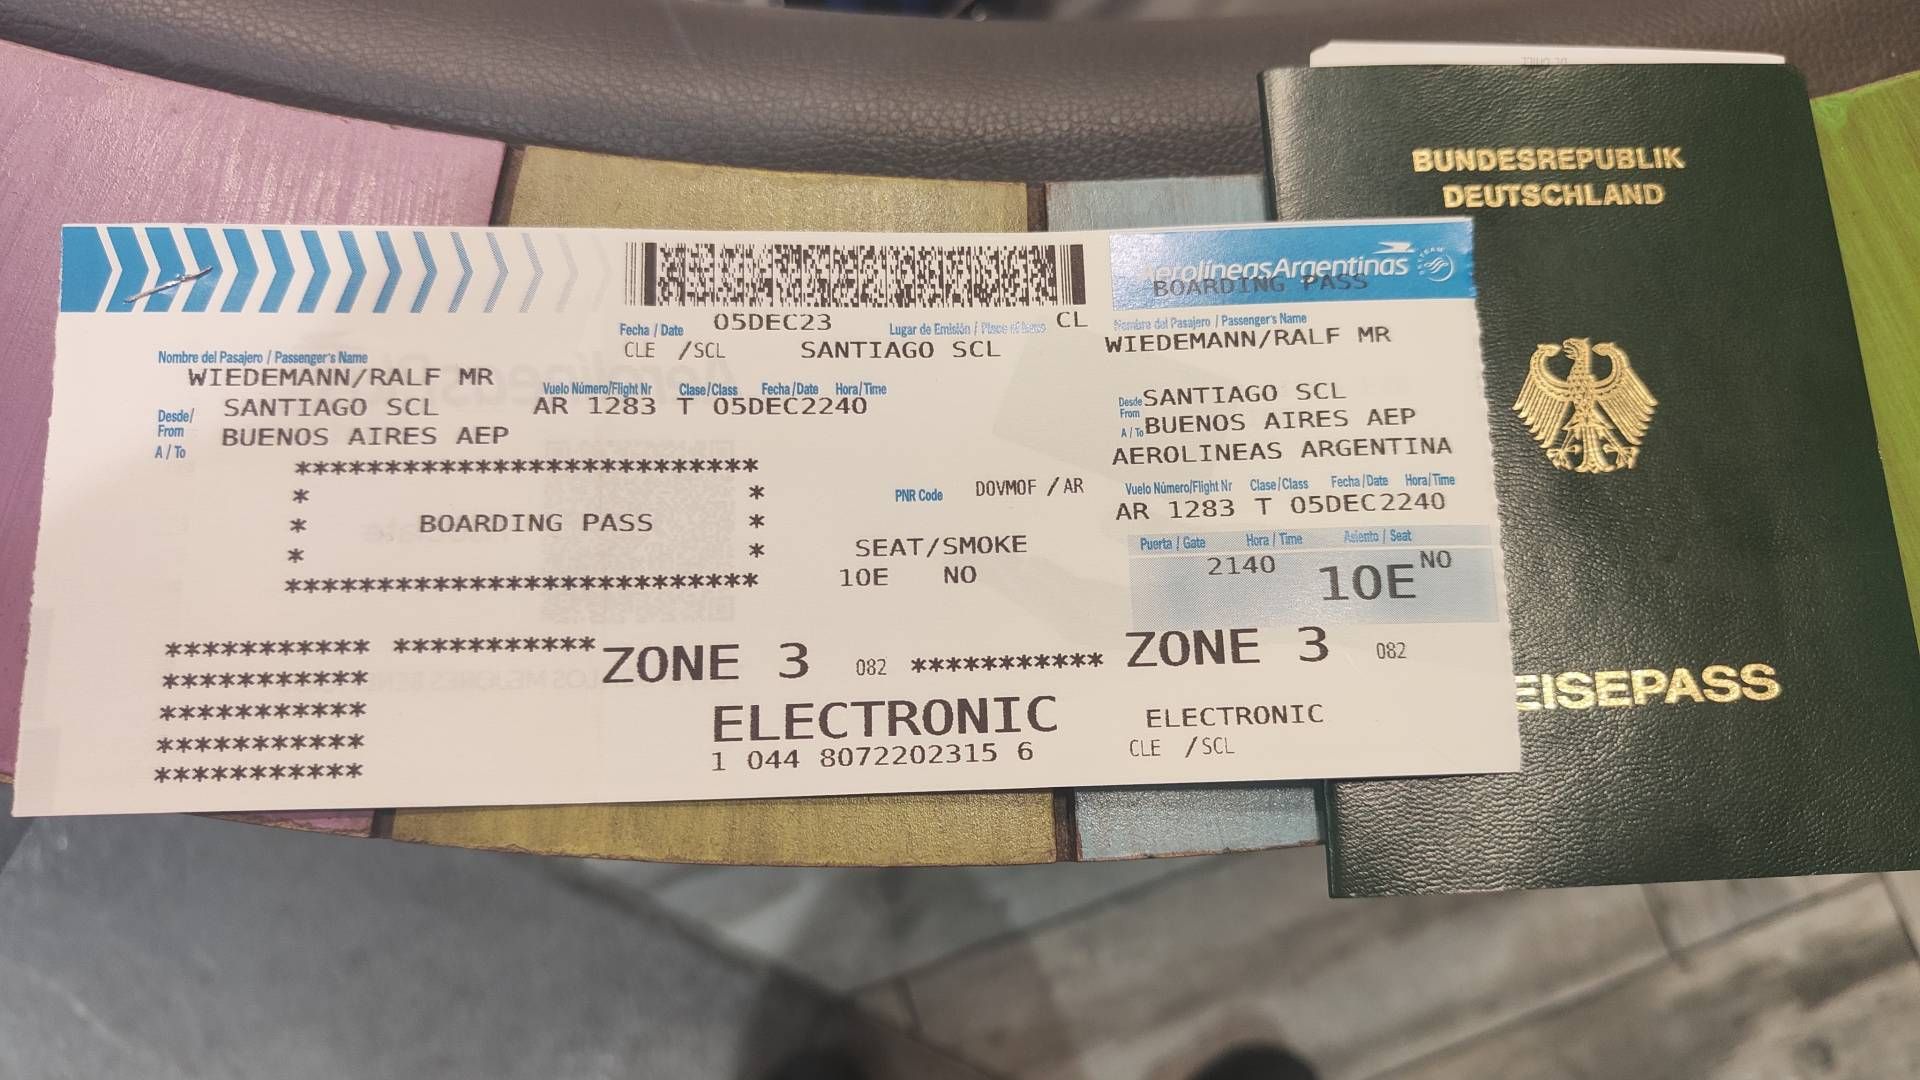 BUNDESREPUBLIK
DEUTSCHLAND
EISEPASS
AerolíneasArgentinas
BOARDING PASS
Fecha / Date 05DEC23 Lugar de Emisión / Place of CL
CLE /SCL SANTIAGO SCL
Nombre del Pasajero / Passenger's Name
WIEDEMANN/RALF MR
Vuelo Número/Flight Nr Clase/Class Fecha/Date Hora/Time
Desde/ From SANTIAGO SCL AR 1283 T 05DEC2240
A / To BUENOS AIRES AEP
**************************
* *
* BOARDING PASS *
* *
**************************
PNR Code DOVMOF / AR
SEAT/SMOKE
10E NO
*********** ***********
ZONE 3 082 ***********
***********
***********
***********
***********
ELECTRONIC
1 044 8072202315 6
Nombre del Pasajero / Passenger's Name
WIEDEMANN/RALF MR
Desde From SANTIAGO SCL
A / To BUENOS AIRES AEP
AEROLINEAS ARGENTINA
Vuelo Número/Flight Nr Clase/Class Fecha/Date Hora/Time
AR 1283 T 05DEC2240
Puerta / Gate Hora / Time Asiento / Seat
2140 10E NO
ZONE 3 082
ELECTRONIC
CLE /SCL